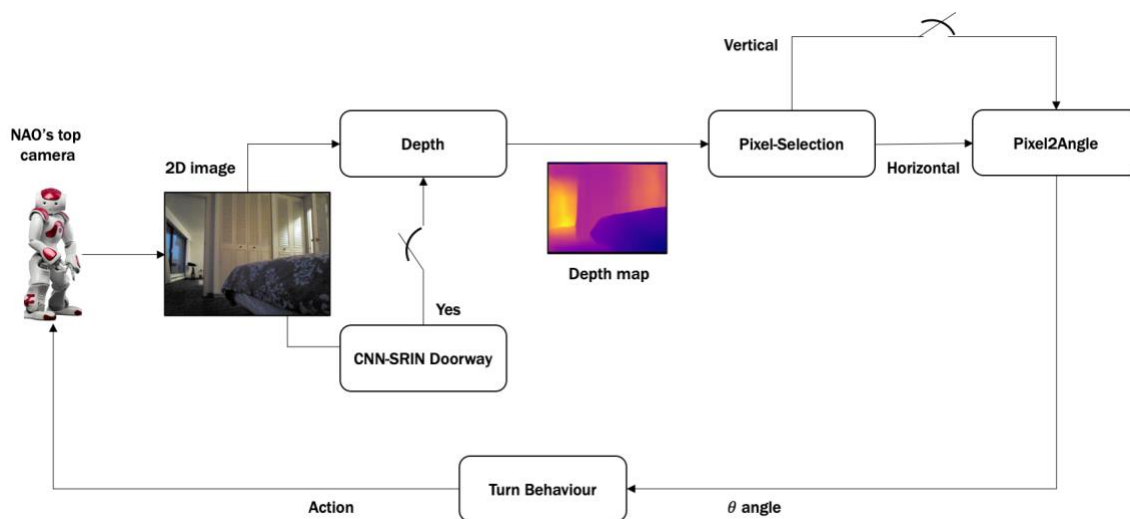 Vertical
NAO's top
camera
2D image
Depth
Pixel-Selection
Pixel2Angle
Horizontal
Depth map
Yes
CNN-SRIN Doorway
Turn Behaviour
Action
θ angle